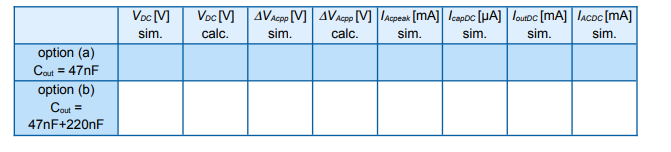 V_DC [V] V_DC [V] ΔV_Acpp [V] ΔV_Acpp [V] I_Acpeak [mA] I_capDC [µA] I_outDC [mA] I_ACDC [mA]
sim. calc. sim. calc. sim. sim. sim. sim.
option (a)
C_out = 47nF
option (b)
C_out =
47nF+220nF